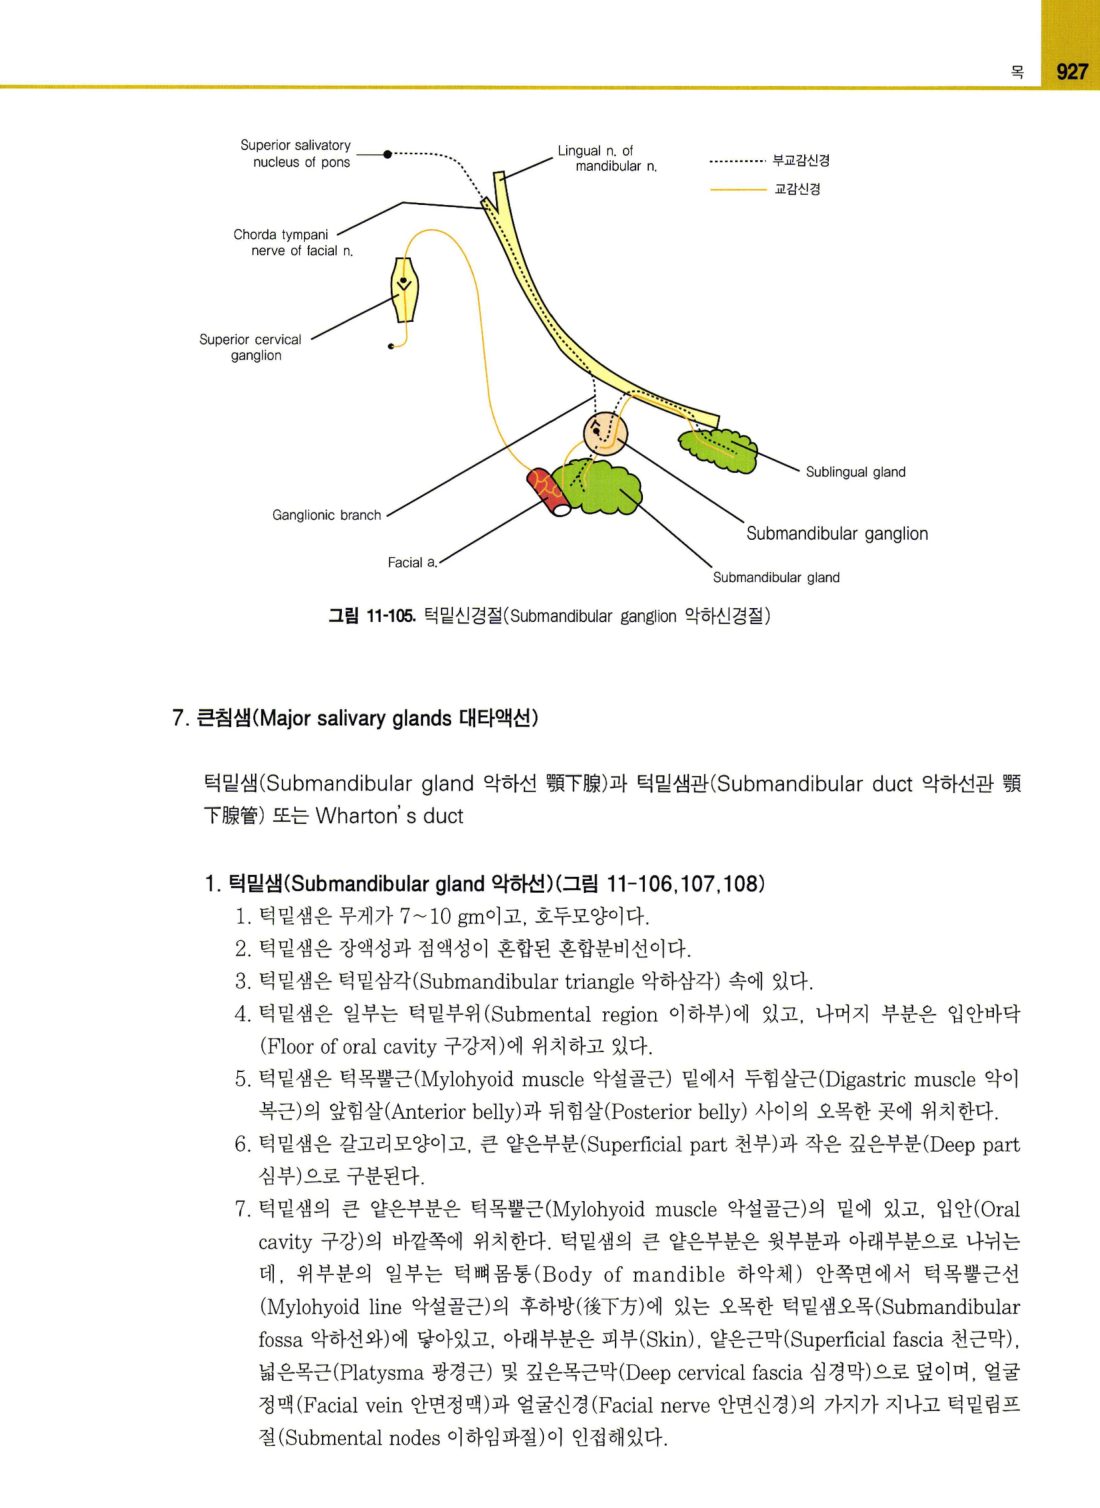 목 927
Superior salivatory
nucleus of pons
Lingual n. of
mandibular n.
부교감신경
교감신경
Chorda tympani
nerve of facial n.
Superior cervical
ganglion
Sublingual gland
Ganglionic branch
Submandibular ganglion
Facial a.
Submandibular gland
그림 11-105. 턱밑신경절(Submandibular ganglion 악하신경절)
7. 큰침샘(Major salivary glands 대타액선)
턱밑샘(Submandibular gland 악하선 顎下腺)과 턱밑샘관(Submandibular duct 악하선관 顎
下腺管) 또는 Wharton's duct
1. 턱밑샘(Submandibular gland 악하선)(그림 11-106,107,108)
1. 턱밑샘은 무게가 7~10 gm이고, 호두모양이다.
2. 턱밑샘은 장액성과 점액성이 혼합된 혼합분비선이다.
3. 턱밑샘은 턱밑삼각(Submandibular triangle 악하삼각) 속에 있다.
4. 턱밑샘은 일부는 턱밑부위(Submental region 이하부)에 있고, 나머지 부분은 입안바닥
(Floor of oral cavity 구강저)에 위치하고 있다.
5. 턱밑샘은 턱목뿔근(Mylohyoid muscle 악설골근) 밑에서 두힘살근(Digastric muscle 악이
복근)의 앞힘살(Anterior belly)과 뒤힘살(Posterior belly) 사이의 오목한 곳에 위치한다.
6. 턱밑샘은 갈고리모양이고, 큰 얕은부분(Superficial part 천부)과 작은 깊은부분(Deep part
심부)으로 구분된다.
7. 턱밑샘의 큰 얕은부분은 턱목뿔근(Mylohyoid muscle 악설골근)의 밑에 있고, 입안(Oral
cavity 구강)의 바깥쪽에 위치한다. 턱밑샘의 큰 얕은부분은 윗부분과 아래부분으로 나뉘는
데, 위부분의 일부는 턱뼈몸통(Body of mandible 하악체) 안쪽면에서 턱목뿔근선
(Mylohyoid line 악설골근)의 후하방(後下方)에 있는 오목한 턱밑샘오목(Submandibular
fossa 악하선와)에 닿아있고, 아래부분은 피부(Skin), 얕은근막(Superficial fascia 천근막),
넓은목근(Platysma 광경근) 및 깊은목근막(Deep cervical fascia 심경막)으로 덮이며, 얼굴
정맥(Facial vein 안면정맥)과 얼굴신경(Facial nerve 안면신경)의 가지가 지나고 턱밑림프
절(Submental nodes 이하임파절)이 인접해있다.